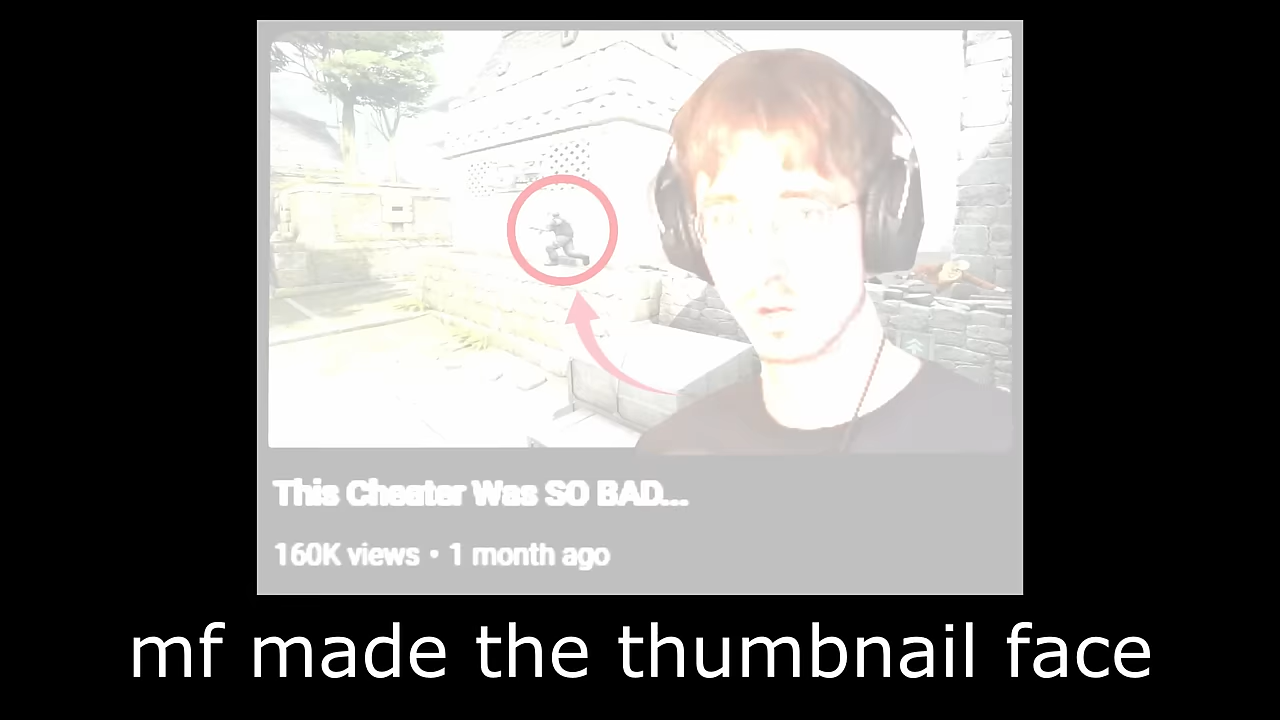 This Cheater Was SO BAD...
160K views • 1 month ago
mf made the thumbnail face